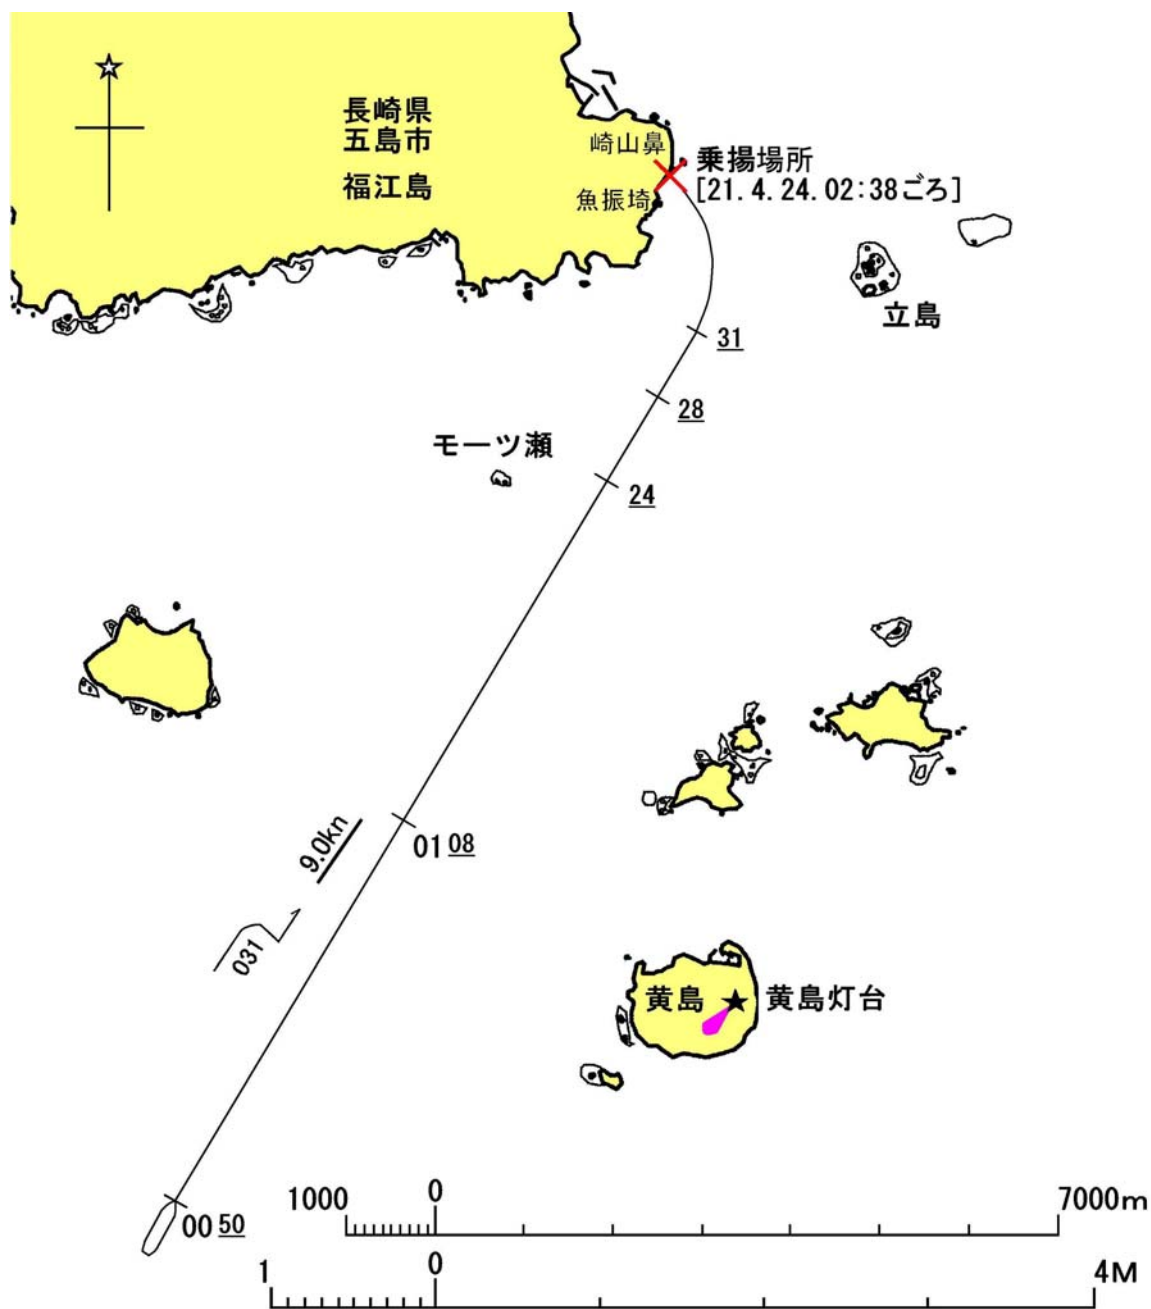 長崎県
五島市
福江島
崎山鼻
魚振埼
乗揚場所
[21.4.24.02:38ごろ]
立島
31
28
24
モーツ瀬
01 08
9.0kn
031
黄島
黄島灯台
00 50
1000 0 7000m
1 0 4M